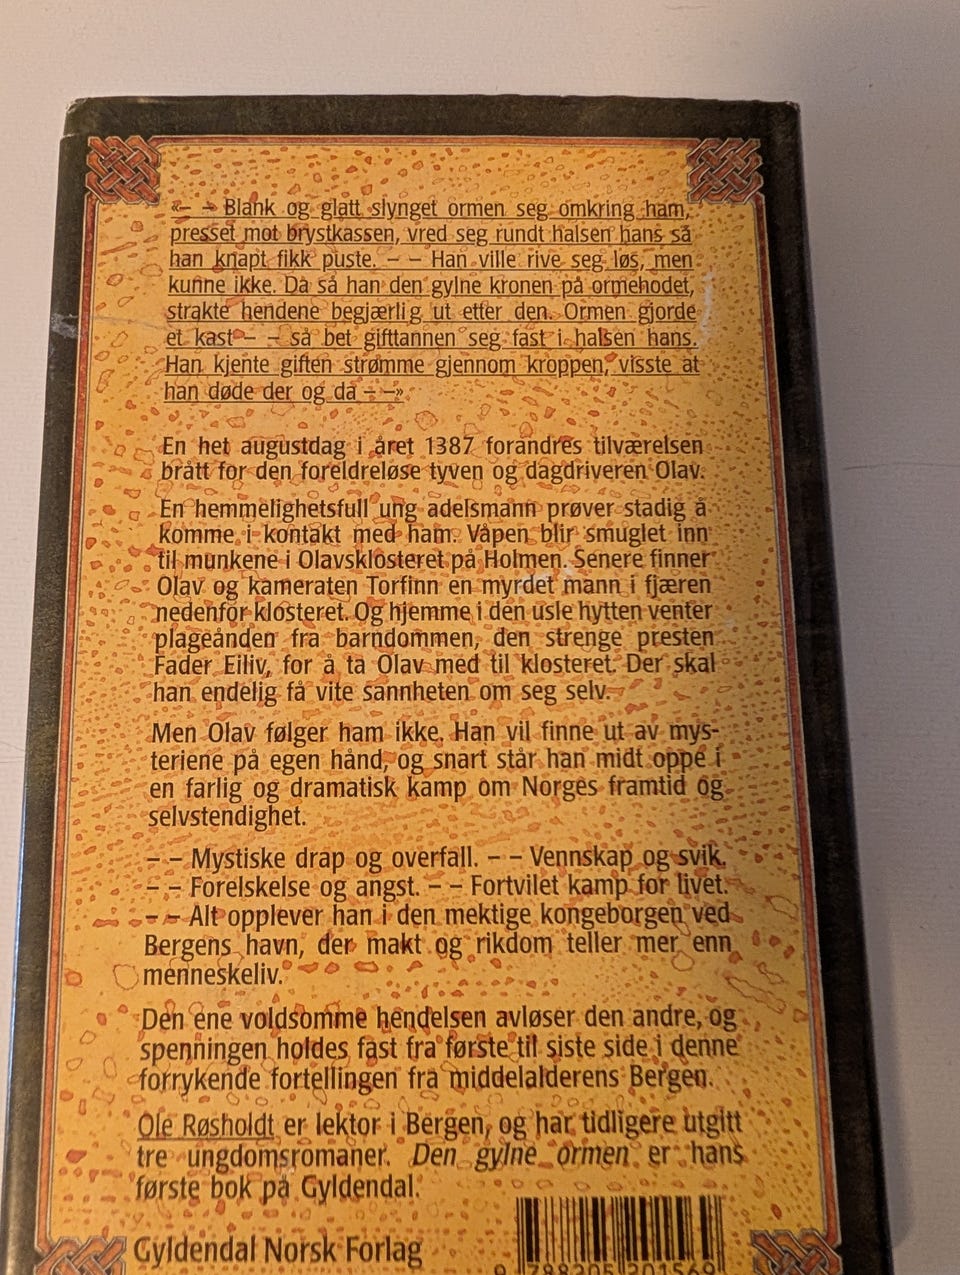 «– – Blank og glatt slynget ormen seg omkring ham,
presset mot brystkassen, vred seg rundt halsen hans så
han knapt fikk puste. – – Han ville rive seg løs, men
kunne ikke. Da så han den gylne kronen på ormehodet,
strakte hendene begjærlig ut etter den. Ormen gjorde
et kast – – så bet gifttannen seg fast i halsen hans.
Han kjente giften strømme gjennom kroppen, visste at
han døde der og da – –»
En het augustdag i året 1387 forandres tilværelsen
brått for den foreldreløse tyven og dagdriveren Olav.
En hemmelighetsfull ung adelsmann prøver stadig å
komme i kontakt med ham. Våpen blir smuglet inn
til munkene i Olavsklosteret på Holmen. Senere finner
Olav og kameraten Torfinn en myrdet mann i fjæren
nedenfor klosteret. Og hjemme i den usle hytten venter
plageånden fra barndommen, den strenge presten
Fader Eiliv, for å ta Olav med til klosteret. Der skal
han endelig få vite sannheten om seg selv.
Men Olav følger ham ikke. Han vil finne ut av mys-
teriene på egen hånd, og snart står han midt oppe i
en farlig og dramatisk kamp om Norges framtid og
selvstendighet.
– – Mystiske drap og overfall. – – Vennskap og svik.
– – Forelskelse og angst. – – Fortvilet kamp for livet.
– – Alt opplever han i den mektige kongeborgen ved
Bergens havn, der makt og rikdom teller mer enn
menneskeliv.
Den ene voldsomme hendelsen avløser den andre, og
spenningen holdes fast fra første til siste side i denne
forrykende fortellingen fra middelalderens Bergen.
Ole Røsholdt er lektor i Bergen, og har tidligere utgitt
tre ungdomsromaner. Den gylne ormen er hans
første bok på Gyldendal.
Gyldendal Norsk Forlag
9 788205 201569